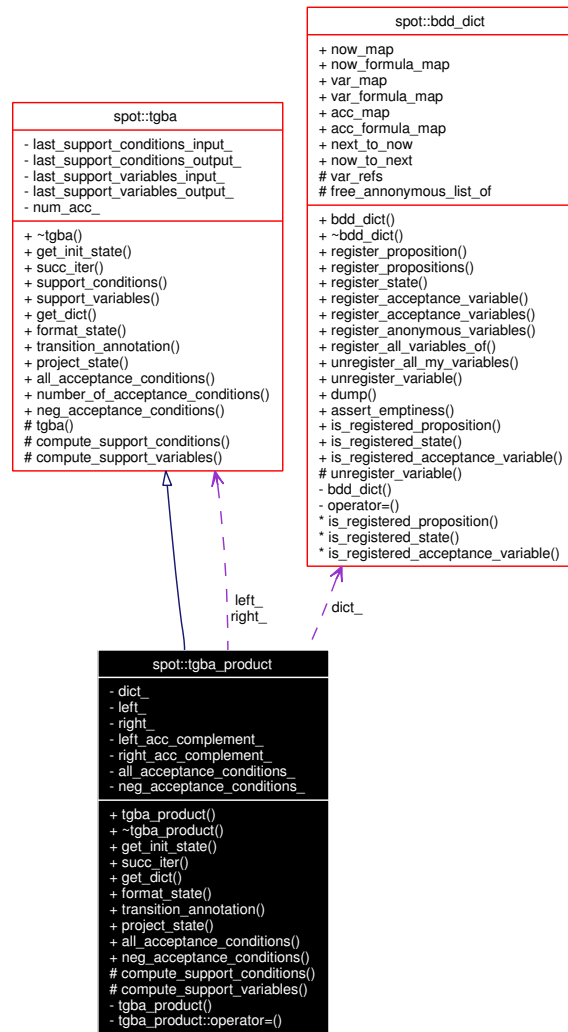 spot::bdd_dict
+ now_map
+ now_formula_map
+ var_map
+ var_formula_map
+ acc_map
+ acc_formula_map
+ next_to_now
+ now_to_next
# var_refs
# free_annonymous_list_of
+ bdd_dict()
+ ~bdd_dict()
+ register_proposition()
+ register_propositions()
+ register_state()
+ register_acceptance_variable()
+ register_acceptance_variables()
+ register_anonymous_variables()
+ register_all_variables_of()
+ unregister_all_my_variables()
+ unregister_variable()
+ dump()
+ assert_emptiness()
+ is_registered_proposition()
+ is_registered_state()
+ is_registered_acceptance_variable()
# unregister_variable()
- bdd_dict()
- operator=()
* is_registered_proposition()
* is_registered_state()
* is_registered_acceptance_variable()
spot::tgba
- last_support_conditions_input_
- last_support_conditions_output_
- last_support_variables_input_
- last_support_variables_output_
- num_acc_
+ ~tgba()
+ get_init_state()
+ succ_iter()
+ support_conditions()
+ support_variables()
+ get_dict()
+ format_state()
+ transition_annotation()
+ project_state()
+ all_acceptance_conditions()
+ number_of_acceptance_conditions()
+ neg_acceptance_conditions()
# tgba()
# compute_support_conditions()
# compute_support_variables()
left_
right_
dict_
spot::tgba_product
- dict_
- left_
- right_
- left_acc_complement_
- right_acc_complement_
- all_acceptance_conditions_
- neg_acceptance_conditions_
+ tgba_product()
+ ~tgba_product()
+ get_init_state()
+ succ_iter()
+ get_dict()
+ format_state()
+ transition_annotation()
+ project_state()
+ all_acceptance_conditions()
+ neg_acceptance_conditions()
# compute_support_conditions()
# compute_support_variables()
- tgba_product()
- tgba_product::operator=()